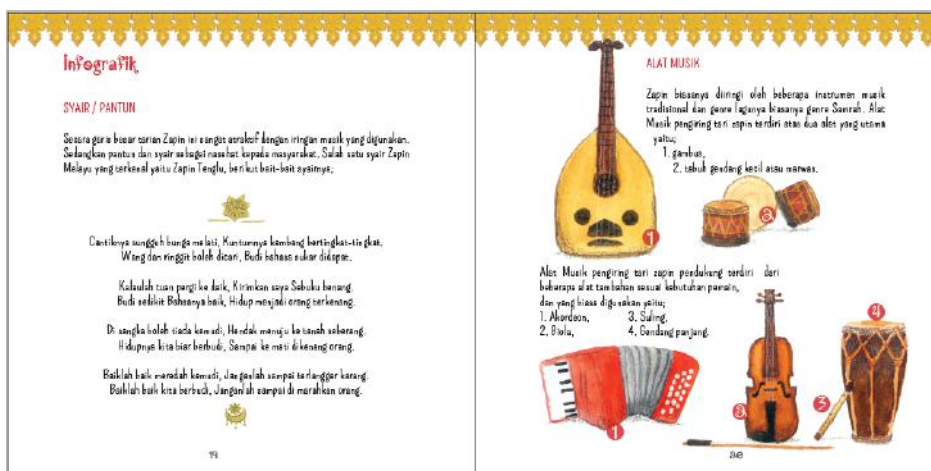 Infografik
SYAIR / PANTUN
Secara garis besar tarian Zapin ini sangat atraktif dengan iringan musik yang digunakan.
Sedangkan pantun dan syair sebagai nasehat kepada masyarakat. Salah satu syair Zapin
Melayu yang terkenal yaitu Zapin Tenglu, berikut bait-bait syairnya;
Cantiknya sungguh bunga melati, Kuntumnya kembang bertingkat-tingkat.
Wang dan ringgit boleh dicari, Budi bahasa sukar didapat.
Kalaulah tuan pergi ke daik, Kirimkan saya Sebuku benang.
Budi sedikit Bahasanya baik, Hidup menjadi orang terkenang.
Di sangka boleh tiada kemudi, Hendak menuju ke tanah seberang.
Hidupnya kita biar berbudi, Sampai ke mati dikenang orang.
Baiklah baik meredah kemudi, Janganlah sampai terlanggar karang.
Baiklah baik kita berbudi, Janganlah sampai di marahkan orang.
19
ALAT MUSIK
Zapin biasanya diiringi oleh beberapa instrumen musik
tradisional dan genre lagunya biasanya genre Samrah. Alat
Musik pengiring tari zapin terdiri atas dua alat yang utama
yaitu;
1. gambus,
2. tabuh gendang kecil atau marwas.
1
2
Alat Musik pengiring tari zapin pendukung terdiri dari
beberapa alat tambahan sesuai kebutuhan pemain,
dan yang biasa digunakan yaitu;
1. Akordeon, 3. Suling,
2. Biola, 4. Gendang panjang.
4
3
2
1
20